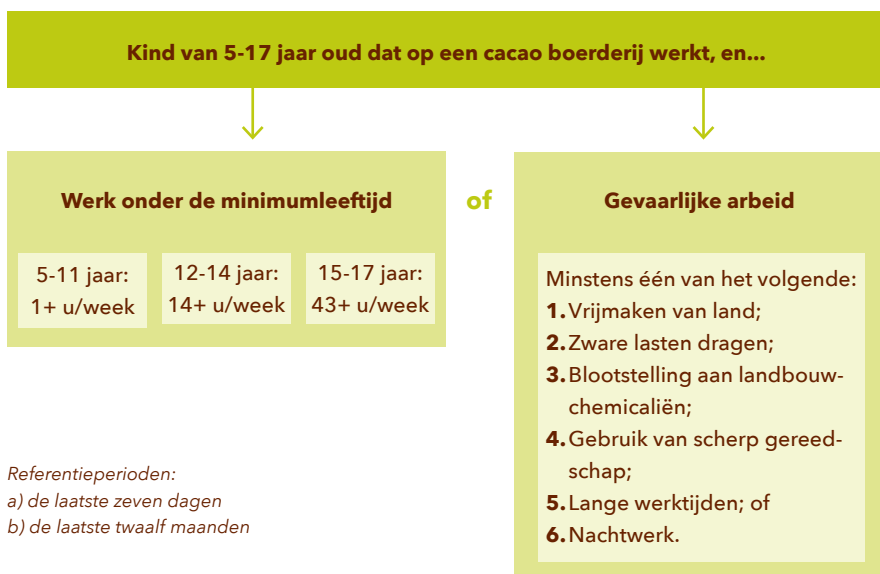 Kind van 5-17 jaar oud dat op een cacao boerderij werkt, en...
Werk onder de minimumleeftijd
5-11 jaar:
1+ u/week
12-14 jaar:
14+ u/week
15-17 jaar:
43+ u/week
of
Gevaarlijke arbeid
Minstens één van het volgende:
1. Vrijmaken van land;
2. Zware lasten dragen;
3. Blootstelling aan landbouw-
chemicaliën;
4. Gebruik van scherp gereed-
schap;
5. Lange werktijden; of
6. Nachtwerk.
Referentieperioden:
a) de laatste zeven dagen
b) de laatste twaalf maanden